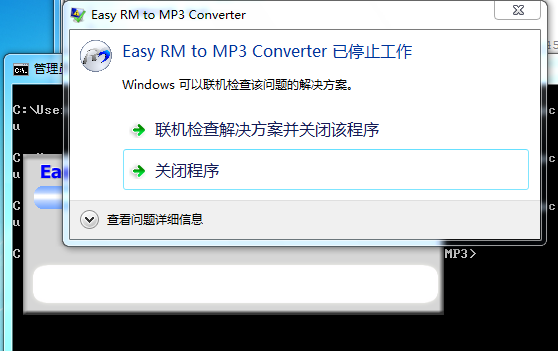 Easy RM to MP3 Converter
Easy RM to MP3 Converter 已停止工作
Windows 可以联机检查该问题的解决方案。
联机检查解决方案并关闭该程序
关闭程序
查看问题详细信息
管理员
C:\Use
u
C
u
Ea
C
u
C
MP3>
c
c
c